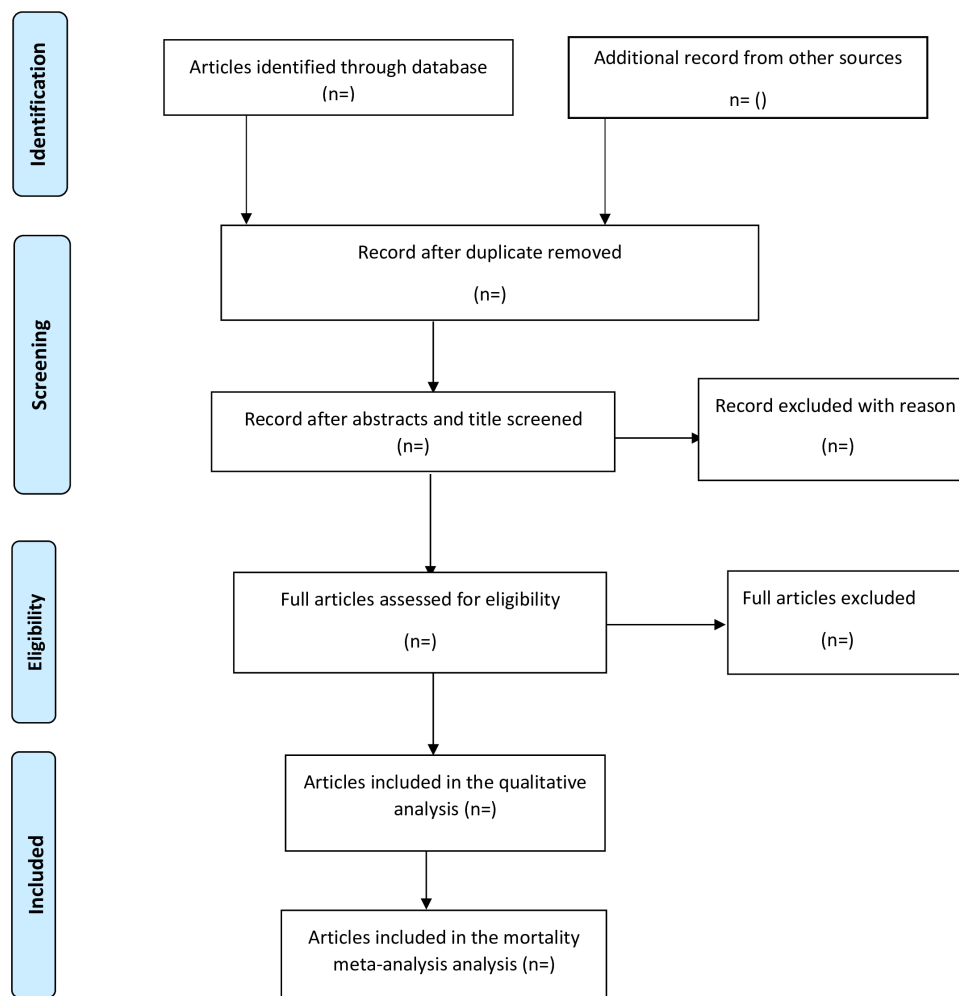 Identification
Articles identified through database
(n=)
Additional record from other sources
n= ()
Screening
Record after duplicate removed
(n=)
Record after abstracts and title screened
(n=)
Record excluded with reason
(n=)
Eligibility
Full articles assessed for eligibility
(n=)
Full articles excluded
(n=)
Included
Articles included in the qualitative
analysis (n=)
Articles included in the mortality
meta-analysis analysis (n=)